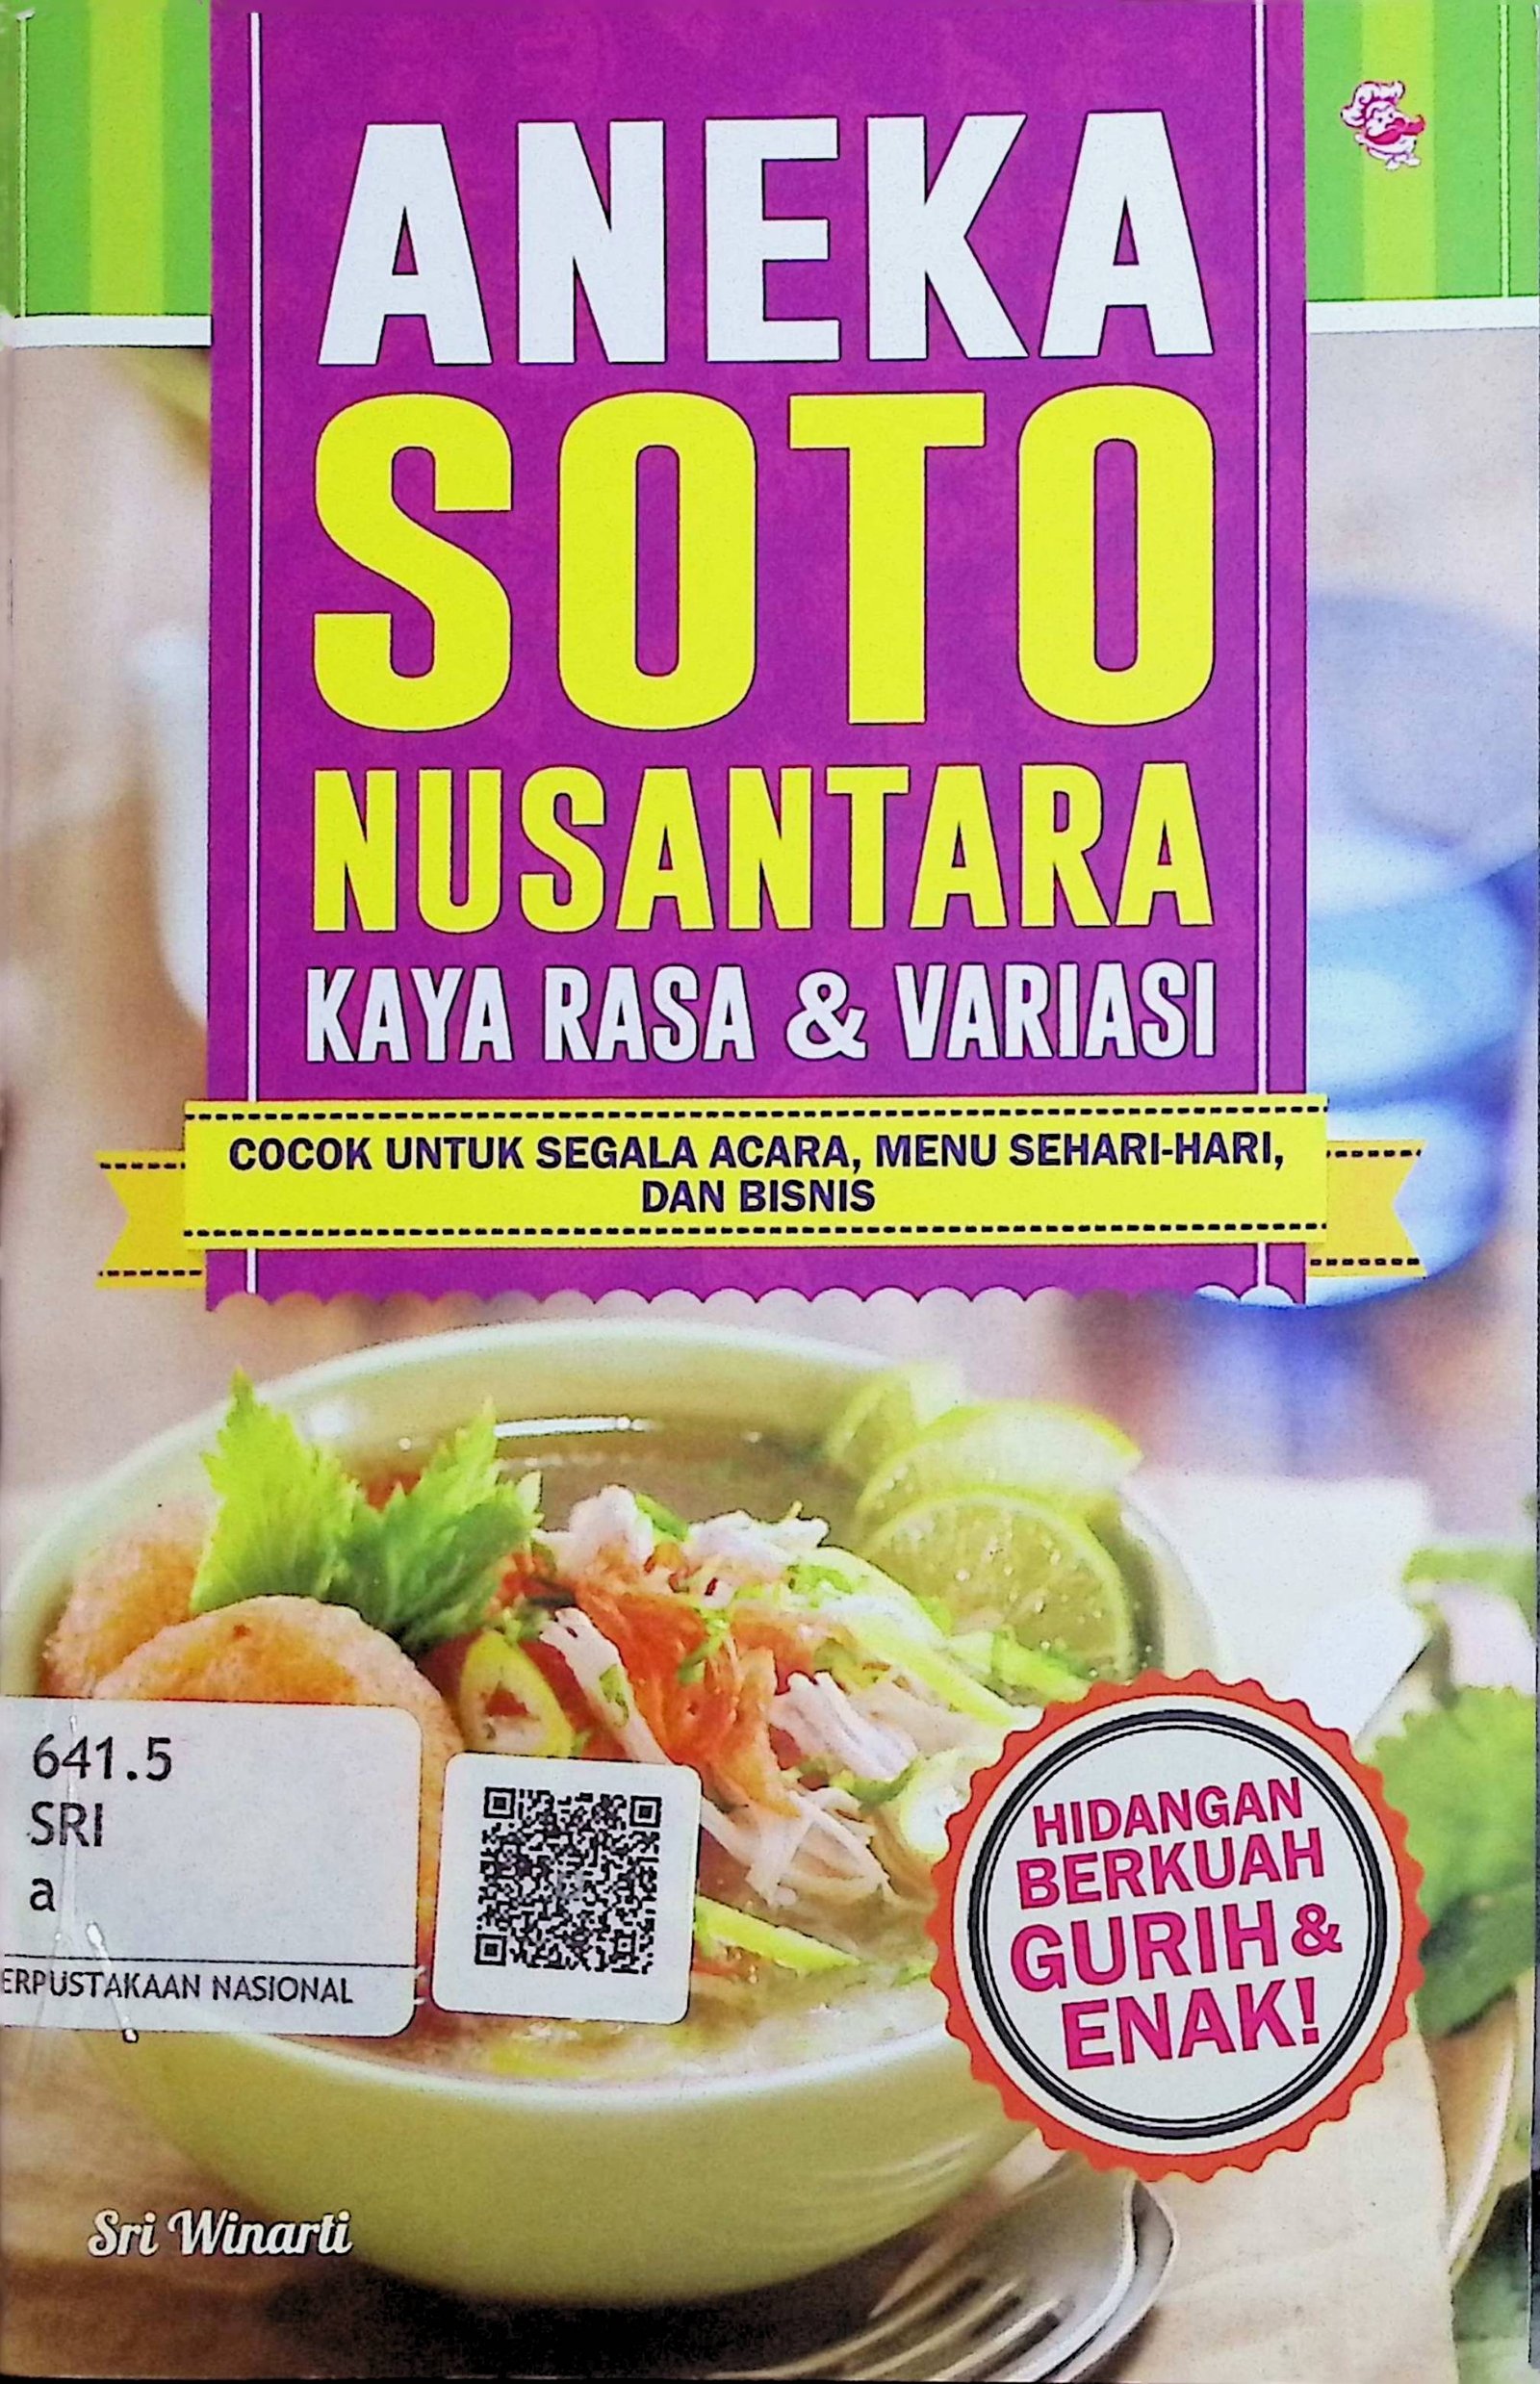 ANEKA
SOTO
NUSANTARA
KAYA RASA & VARIASI
COCOK UNTUK SEGALA ACARA, MENU SEHARI-HARI,
DAN BISNIS
641.5
SRI
a
ERPUSTAKAAN NASIONAL
HIDANGAN
BERKUAH
GURIH &
ENAK!
Sri Winarti